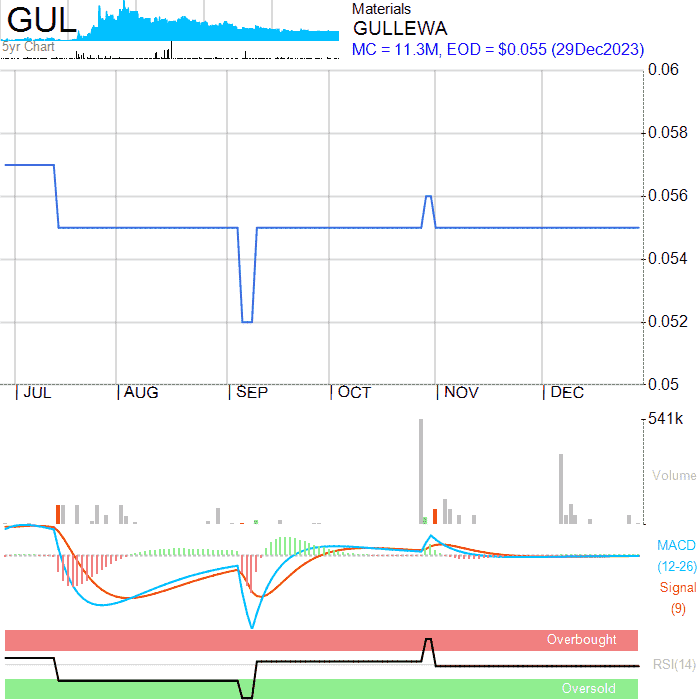 GUL
5yr Chart
Materials
GULLEWA
MC = 11.3M, EOD = $0.055 (29Dec2023)
0.06
0.058
0.056
0.054
0.052
0.05
JUL AUG SEP OCT NOV DEC
541k
Volume
MACD
(12-26)
Signal
(9)
Overbought
RSI(14)
Oversold